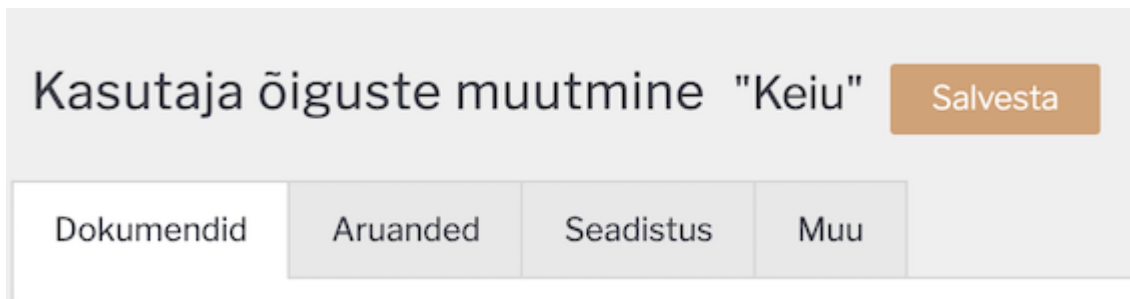 Kasutaja õiguste muutmine "Keiu" Salvesta
Dokumendid Aruanded Seadistus Muu